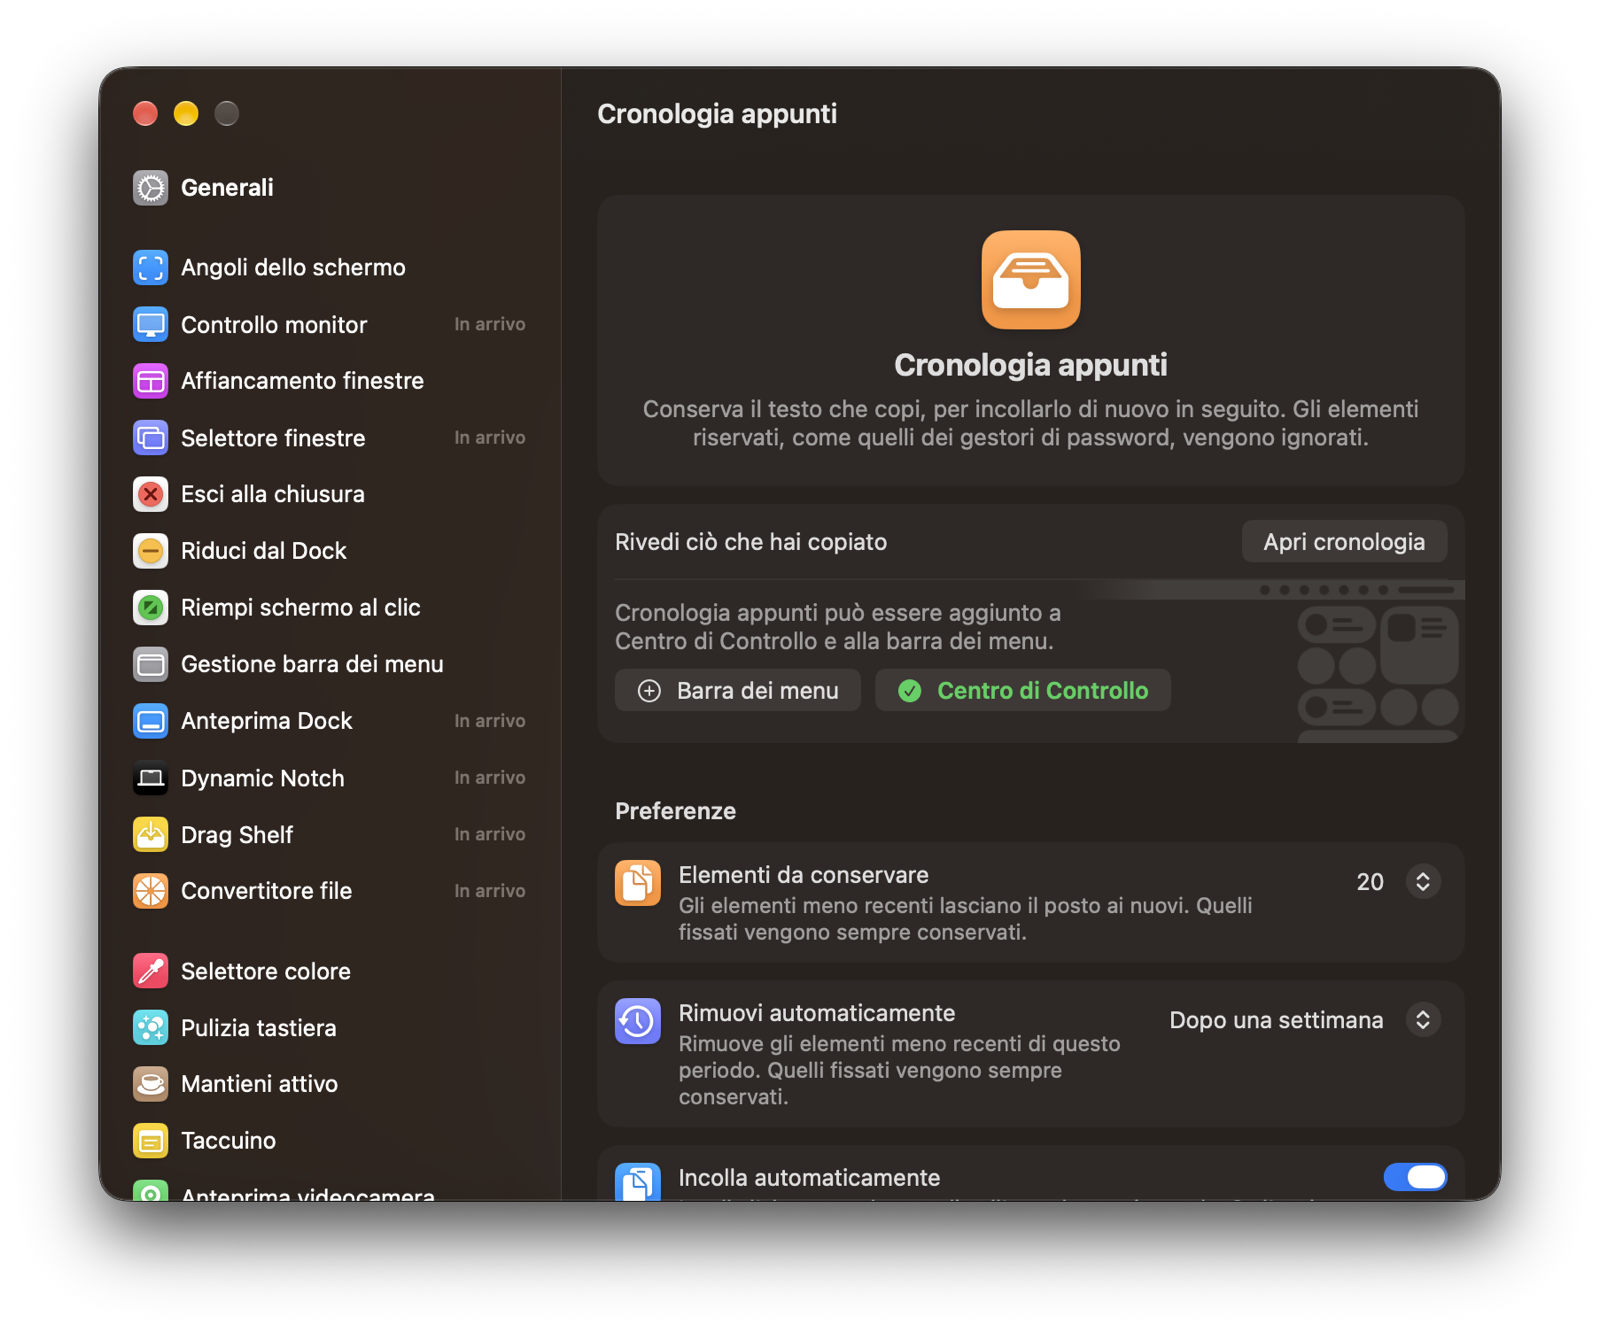 Cronologia appunti
Generali
Angoli dello schermo
Controllo monitor In arrivo
Affiancamento finestre
Selettore finestre In arrivo
Esci alla chiusura
Riduci dal Dock
Riempi schermo al clic
Gestione barra dei menu
Anteprima Dock In arrivo
Dynamic Notch In arrivo
Drag Shelf In arrivo
Convertitore file In arrivo
Selettore colore
Pulizia tastiera
Mantieni attivo
Taccuino
Anteprima videocamera
Cronologia appunti
Conserva il testo che copi, per incollarlo di nuovo in seguito. Gli elementi
riservati, come quelli dei gestori di password, vengono ignorati.
Rivedi ciò che hai copiato
Apri cronologia
Cronologia appunti può essere aggiunto a
Centro di Controllo e alla barra dei menu.
Barra dei menu
Centro di Controllo
Preferenze
Elementi da conservare
20
Gli elementi meno recenti lasciano il posto ai nuovi. Quelli
fissati vengono sempre conservati.
Rimuovi automaticamente
Dopo una settimana
Rimuove gli elementi meno recenti di questo
periodo. Quelli fissati vengono sempre
conservati.
Incolla automaticamente